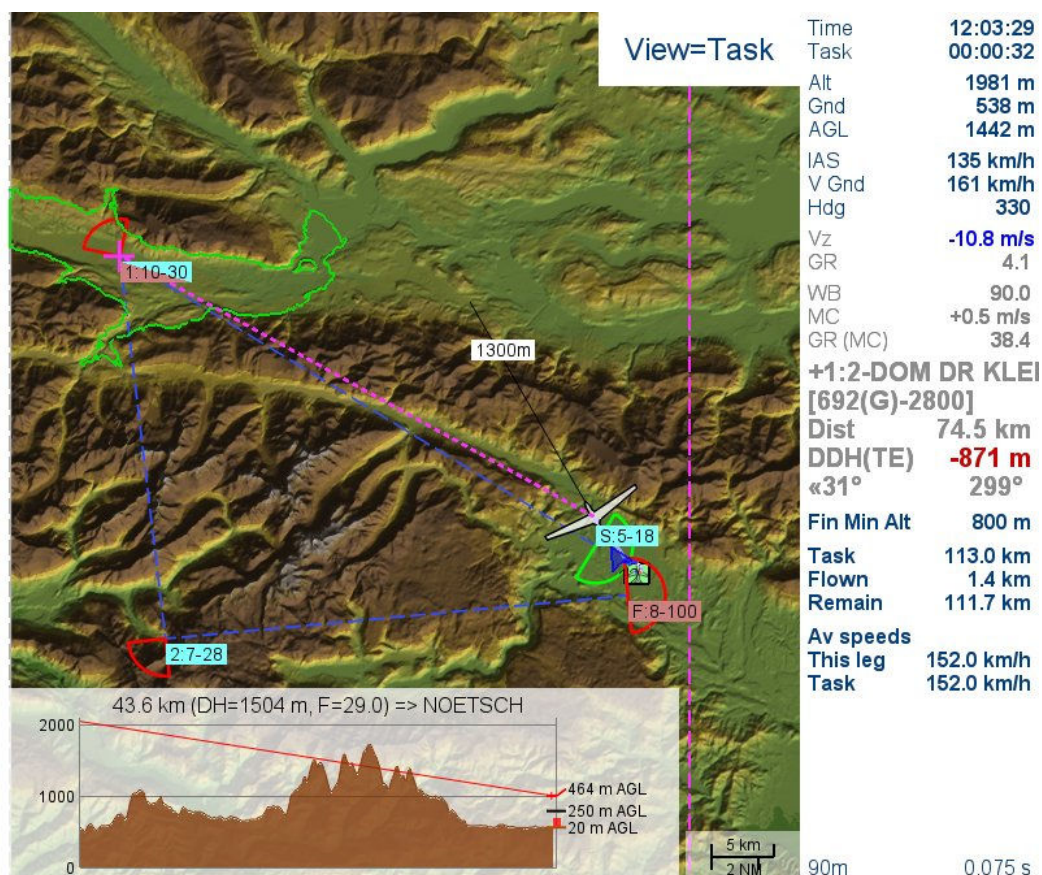 View=Task
Time 12:03:29
Task 00:00:32
Alt 1981 m
Gnd 538 m
AGL 1442 m
IAS 135 km/h
V Gnd 161 km/h
Hdg 330
Vz -10.8 m/s
GR 4.1
WB 90.0
MC +0.5 m/s
GR (MC) 38.4
+1:2-DOM DR KLE
[692(G)-2800]
Dist 74.5 km
DDH(TE) -871 m
«31° 299°
Fin Min Alt 800 m
Task 113.0 km
Flown 1.4 km
Remain 111.7 km
Av speeds
This leg 152.0 km/h
Task 152.0 km/h
90m 0.075 s
1:10-30
1300m
S:5-18
F:8-100
2:7-28
43.6 km (DH=1504 m, F=29.0) => NOETSCH
2000
1000
0
464 m AGL
250 m AGL
20 m AGL
5 km
2 NM